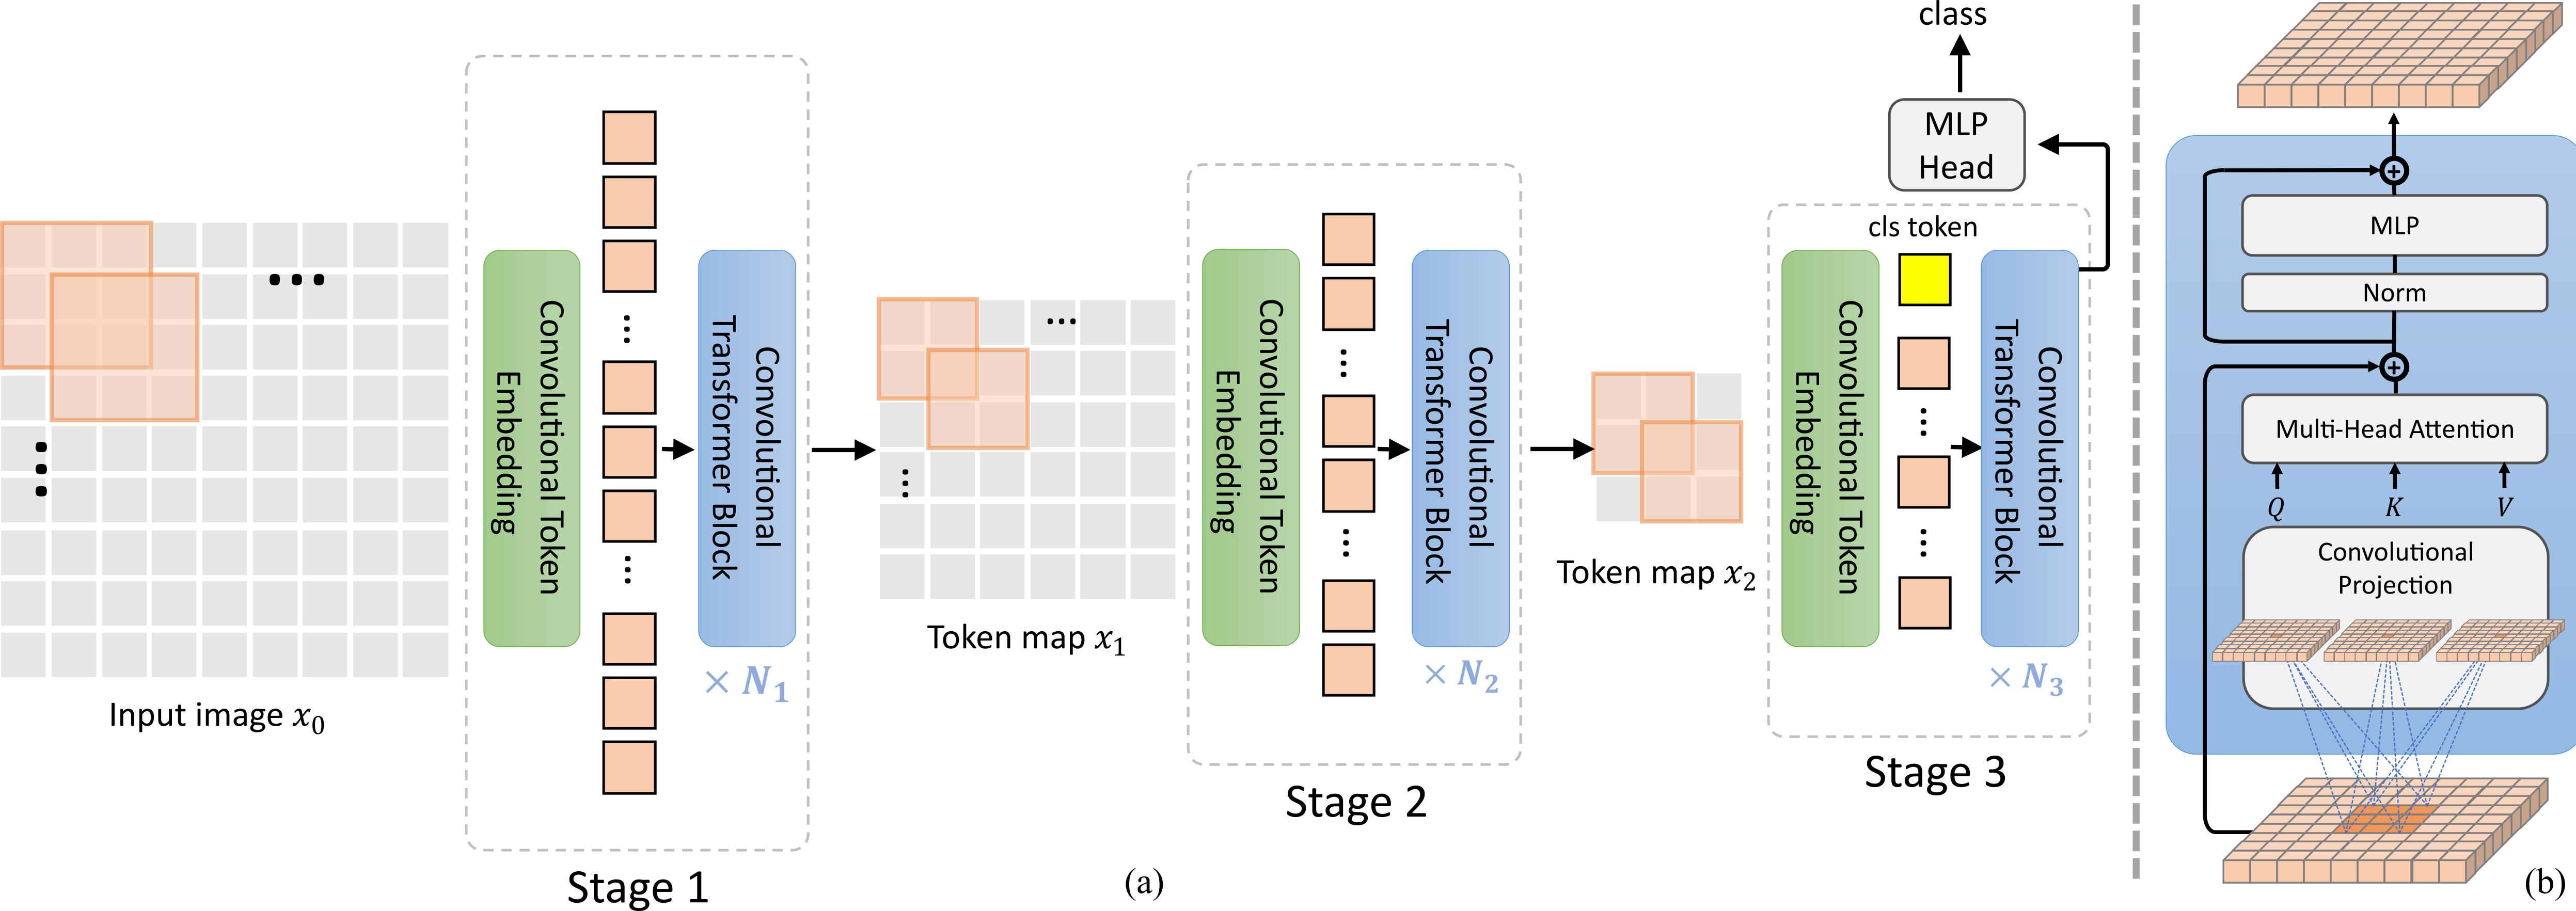 Input image x₀
Convolutional Token
Embedding
...
...
Convolutional
Transformer Block
× N₁
Stage 1
Token map x₁
Convolutional Token
Embedding
Convolutional
Transformer Block
× N₂
Stage 2
Token map x₂
class
MLP
Head
cls token
Convolutional Token
Embedding
Convolutional
Transformer Block
× N₃
Stage 3
(a)
MLP
Norm
Multi-Head Attention
Q K V
Convolutional
Projection
(b)